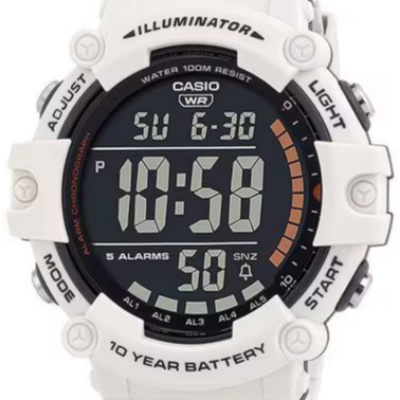 ILLUMINATOR
ADJUST
LIGHT
WATER 100M RESIST
CASIO
WR
SU 6-30
10
P
10:58
ALARM CHRONOGRAPH
5 ALARMS
50
SNZ
MODE
START
AL1 AL2 AL3 AL4 AL5
10 YEAR BATTERY